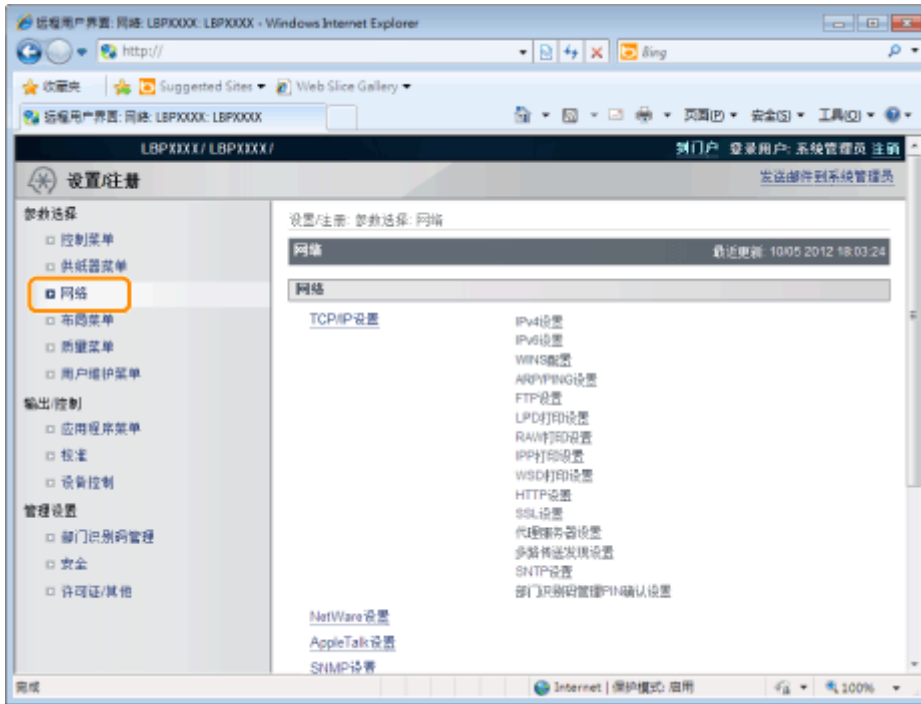 远程用户界面: 网络: LBPXXXX: LBPXXXX - Windows Internet Explorer
http://
Bing
收藏夹 Suggested Sites Web Slice Gallery
远程用户界面: 网络: LBPXXXX: LBPXXXX
页面(P) 安全(S) 工具(O)
LBPXXXX / LBPXXXX /
到门户 登录用户: 系统管理员 注销
设置/注册
发送邮件到系统管理员
参数选择
控制菜单
供纸器菜单
网络
布局菜单
质量菜单
用户维护菜单
输出/控制
应用程序菜单
校准
设备控制
管理设置
部门识别码管理
安全
许可证/其他
设置/注册: 参数选择: 网络
网络
最近更新: 10/05 2012 18:03:24
网络
TCP/IP设置
IPv4设置
IPv6设置
WINS配置
ARP/PING设置
FTP设置
LPD打印设置
RAW打印设置
IPP打印设置
WSD打印设置
HTTP设置
SSL设置
代理服务器设置
多路传送发现设置
SNTP设置
部门识别码管理PIN确认设置
NetWare设置
AppleTalk设置
SNMP设置
完成
Internet | 保护模式: 启用
100%